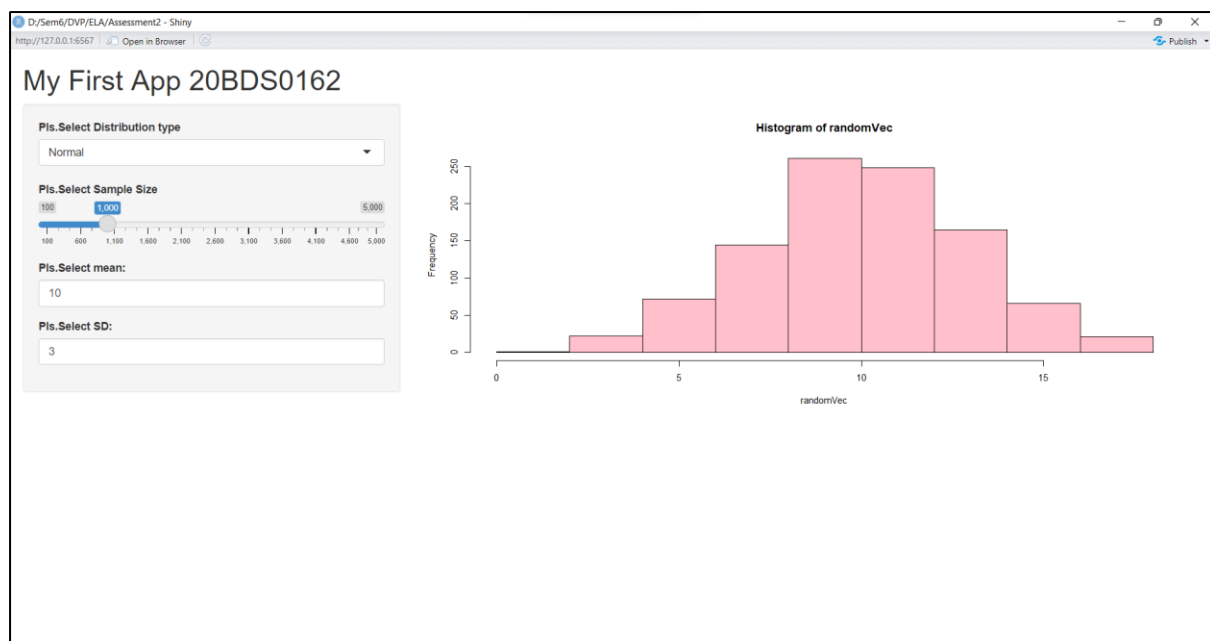 D:/Sem6/DVP/ELA/Assessment2 - Shiny
http://127.0.0.1:6567 Open in Browser Publish
My First App 20BDS0162
Pls.Select Distribution type
Normal
Pls.Select Sample Size
100 1,000 5,000
100 600 1,100 1,600 2,100 2,600 3,100 3,600 4,100 4,600 5,000
Pls.Select mean:
10
Pls.Select SD:
3
Histogram of randomVec
Frequency
250
200
150
100
50
0
0 5 10 15
randomVec